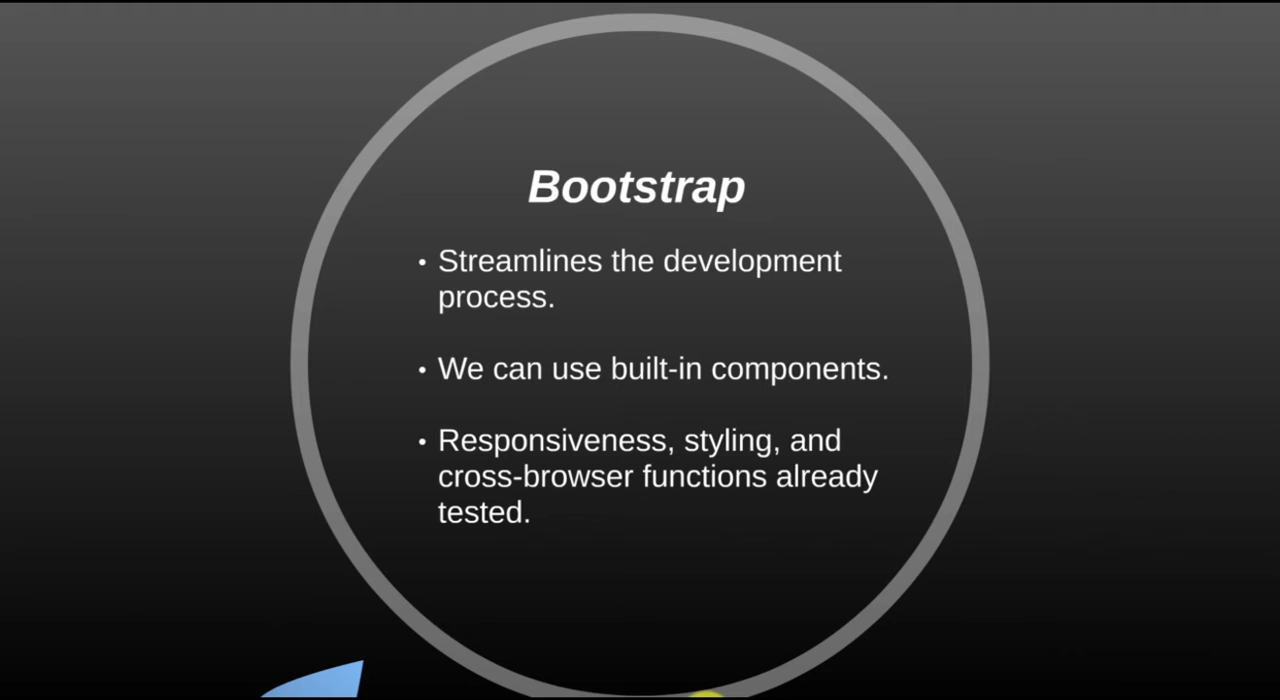 Bootstrap
• Streamlines the development
process.
• We can use built-in components.
• Responsiveness, styling, and
cross-browser functions already
tested.